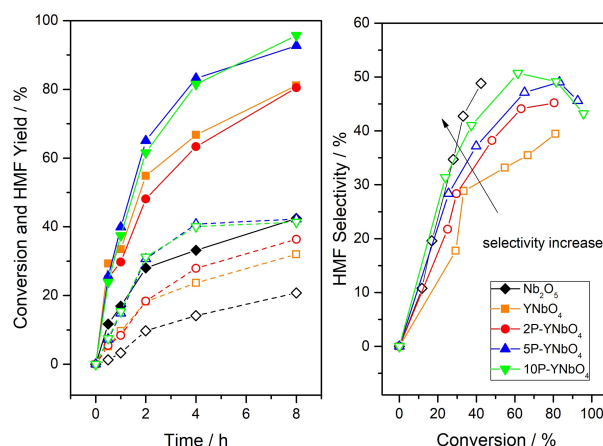 Conversion and HMF Yield / %
100
80
60
40
20
0
0
2
4
6
8
Time / h
HMF Selectivity / %
60
50
40
30
20
10
0
selectivity increase
Nb₂O₅
YNbO₄
2P-YNbO₄
5P-YNbO₄
10P-YNbO₄
0
20
40
60
80
100
Conversion / %